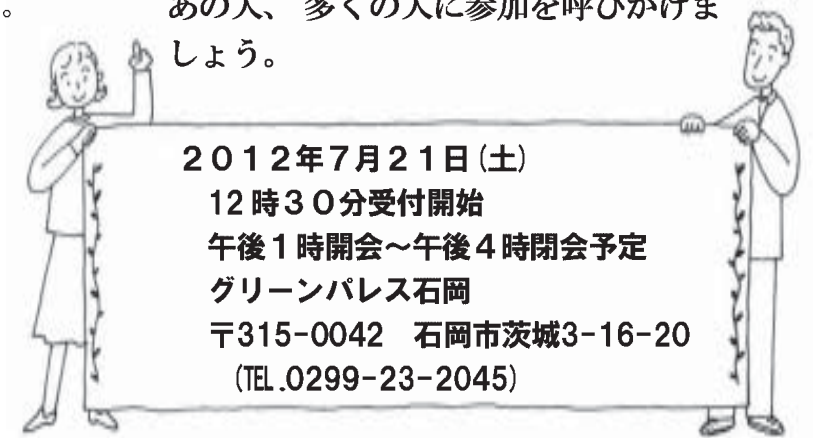 。
あの人、多くの人に参加を呼びかけま
しょう。
２０１２年７月２１日(土)
12時３０分受付開始
午後１時開会～午後４時閉会予定
グリーンパレス石岡
〒315-0042　石岡市茨城3-16-20
(℡.0299-23-2045)